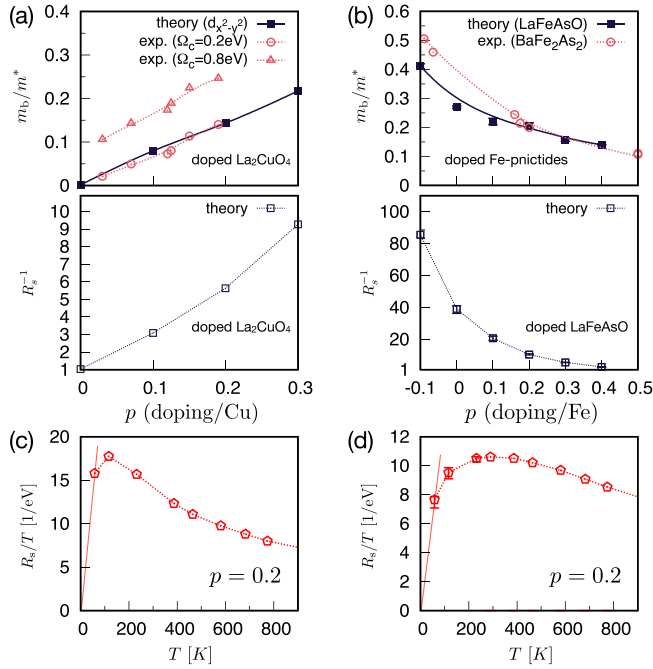 (a)
theory (dx²-y²)
exp. (Ωc=0.2eV)
exp. (Ωc=0.8eV)
mb/m*
0.4
0.3
0.2
0.1
0
doped La₂CuO₄
theory
Rs⁻¹
10
9
8
7
6
5
4
3
2
1
doped La₂CuO₄
0
0.1
0.2
0.3
p (doping/Cu)
(b)
theory (LaFeAsO)
exp. (BaFe₂As₂)
mb/m*
0.6
0.5
0.4
0.3
0.2
0.1
0
doped Fe-pnictides
theory
Rs⁻¹
100
80
60
40
20
1
doped LaFeAsO
-0.1
0
0.1
0.2
0.3
0.4
0.5
p (doping/Fe)
(c)
Rs/T [1/eV]
20
15
10
5
0
p = 0.2
0
200
400
600
800
T [K]
(d)
Rs/T [1/eV]
12
10
8
6
4
2
0
p = 0.2
0
200
400
600
800
T [K]